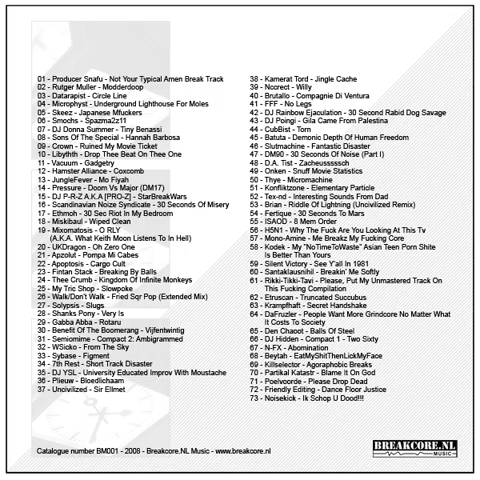 01 - Producer Snafu - Not Your Typical Amen Break Track
02 - Rutger Muller - Modderdoop
03 - Datarapist - Circle Line
04 - Microphyst - Underground Lighthouse For Moles
05 - Skeez - Japanese Mfuckers
06 - Smochs - Spazma2z11
07 - DJ Donna Summer - Tiny Benassi
08 - Sons Of The Special - Hannah Barbosa
09 - Crown - Ruined My Movie Ticket
10 - Libythth - Drop Thee Beat On Thee One
11 - Vacuum - Gadgetry
12 - Hamster Alliance - Coxcomb
13 - JungleFever - Mo Fiyah
14 - Pressure - Doom Vs Major (DM17)
15 - DJ P-R-Z A.K.A [PRO-Z] - StarBreakWars
16 - Scandinavian Noize Syndicate - 30 Seconds Of Misery
17 - Ethmoh - 30 Sec Riot In My Bedroom
18 - Miskibaul - Wiped Clean
19 - Mixomatosis - O RLY
(A.K.A. What Keith Moon Listens To In Hell)
20 - UKDragon - Oh Zero One
21 - Apzolut - Pompa Mi Cabes
22 - Apoptosis - Cargo Cult
23 - Fintan Stack - Breaking By Balls
24 - Thee Crumb - Kingdom Of Infinite Monkeys
25 - My Tric Shop - Slowpoke
26 - Walk/Don't Walk - Fried Sqr Pop (Extended Mix)
27 - Solypsis - Slugs
28 - Shanks Pony - Very Is
29 - Gabba Abba - Rotaru
30 - Benefit Of The Boomerang - Vijfentwintig
31 - Semiomime - Compact 2: Ambigrammed
32 - WSicko - From The Sky
33 - Sybase - Figment
34 - 7th Rest - Short Track Disaster
35 - DJ YSL - University Educated Improv With Moustache
36 - Plieuw - Bloedlichaam
37 - Uncivilized - Sir Ellmet
38 - Kamerat Tord - Jingle Cache
39 - Nocrect - Willy
40 - Brutallo - Compagnie Di Ventura
41 - FFF - No Legs
42 - DJ Rainbow Ejaculation - 30 Second Rabid Dog Savage
43 - DJ Poingi - Gila Came From Palestina
44 - CubBist - Torn
45 - Batuta - Demonic Depth Of Human Freedom
46 - Slutmachine - Fantastic Disaster
47 - DM90 - 30 Seconds Of Noise (Part I)
48 - D.A. Tist - Zacheusssssch
49 - Onken - Snuff Movie Statistics
50 - Thye - Micromachine
51 - Konfliktzone - Elementary Particle
52 - Tex-nd - Interesting Sounds From Dad
53 - Brian - Riddle Of Lightning (Uncivilized Remix)
54 - Fertique - 30 Seconds To Mars
55 - ISAOD - 8 Mem Order
56 - H5N1 - Why The Fuck Are You Looking At This Tv
57 - Mono-Amine - Me Breakz My Fucking Core
58 - Kodek - My "NoTimeToWaste" Asian Teen Porn Shite
Is Better Than Yours
59 - Silent Victory - See Y'all In 1981
60 - Santaklausnihil - Breakin' Me Softly
61 - Rikki-Tikki-Tavi - Please, Put My Unmastered Track On
This Fucking Compilation
62 - Etruscan - Truncated Succubus
63 - Krampfhaft - Secret Handshake
64 - DaFruzler - People Want More Grindcore No Matter What
It Costs To Society
65 - Den Chaoot - Balls Of Steel
66 - DJ Hidden - Compact 1 - Two Sixty
67 - N-FX - Abomination
68 - Beytah - EatMyShitThenLickMyFace
69 - Killselector - Agoraphobic Breaks
70 - Partikal Katastr - Blame It On God
71 - Poelvoorde - Please Drop Dead
72 - Friendly Editing - Dance Floor Justice
73 - Noisekick - Ik Schop U Dood!!!
Catalogue number BM001 - 2008 - Breakcore.NL Music - www.breakcore.nl
BREAKCORE.NL
MUSIC